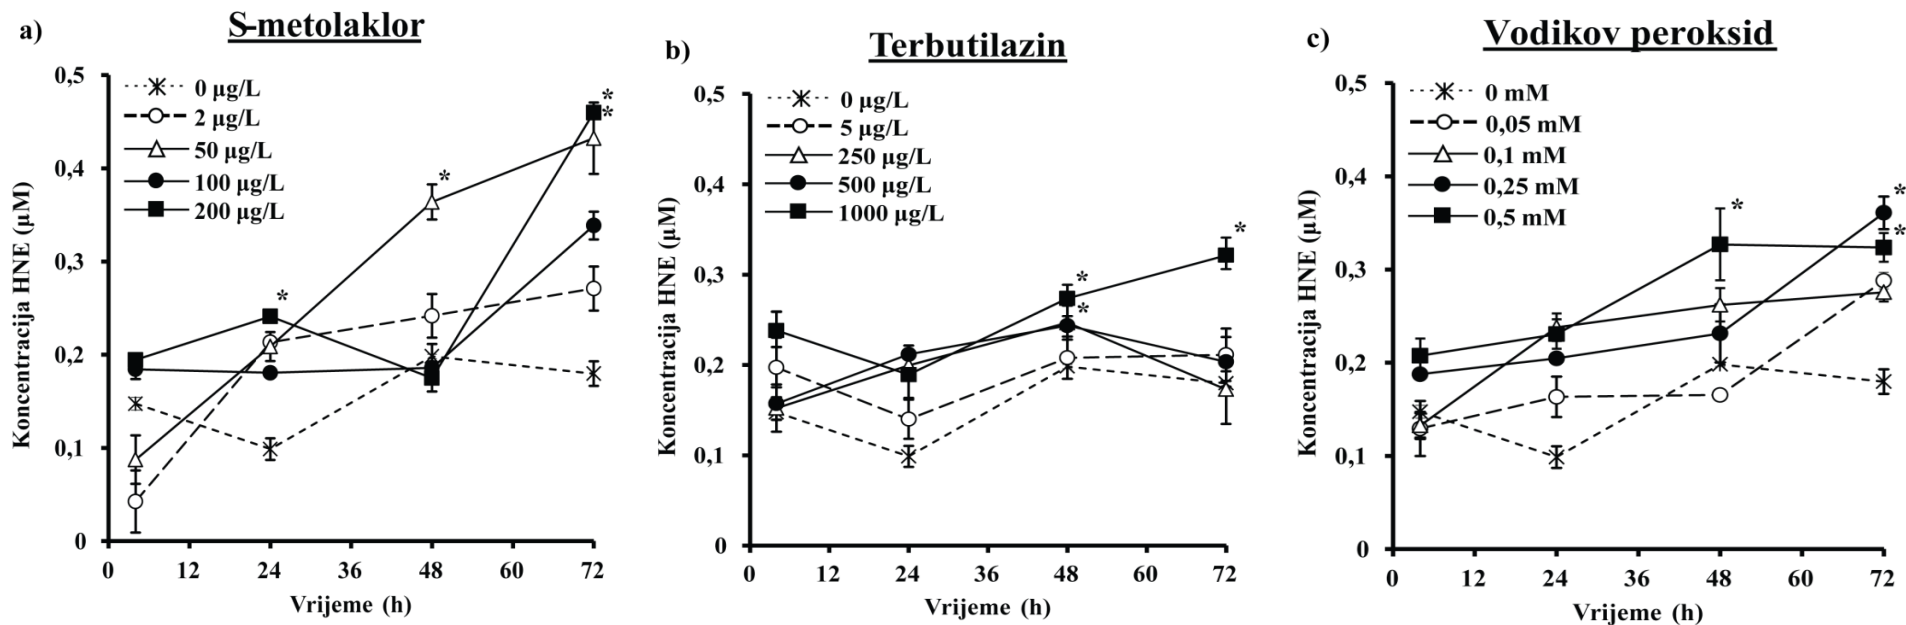 a)
S-metolaklor
0,5
0,4
0,3
0,2
0,1
0
Koncentracija HNE (µM)
0 µg/L
2 µg/L
50 µg/L
100 µg/L
200 µg/L
*
*
*
*
0 12 24 36 48 60 72
Vrijeme (h)
b)
Terbutilazin
0,5
0,4
0,3
0,2
0,1
0
Koncentracija HNE (µM)
0 µg/L
5 µg/L
250 µg/L
500 µg/L
1000 µg/L
*
*
*
0 12 24 36 48 60 72
Vrijeme (h)
c)
Vodikov peroksid
0,5
0,4
0,3
0,2
0,1
0
Koncentracija HNE (µM)
0 mM
0,05 mM
0,1 mM
0,25 mM
0,5 mM
*
*
*
0 12 24 36 48 60 72
Vrijeme (h)